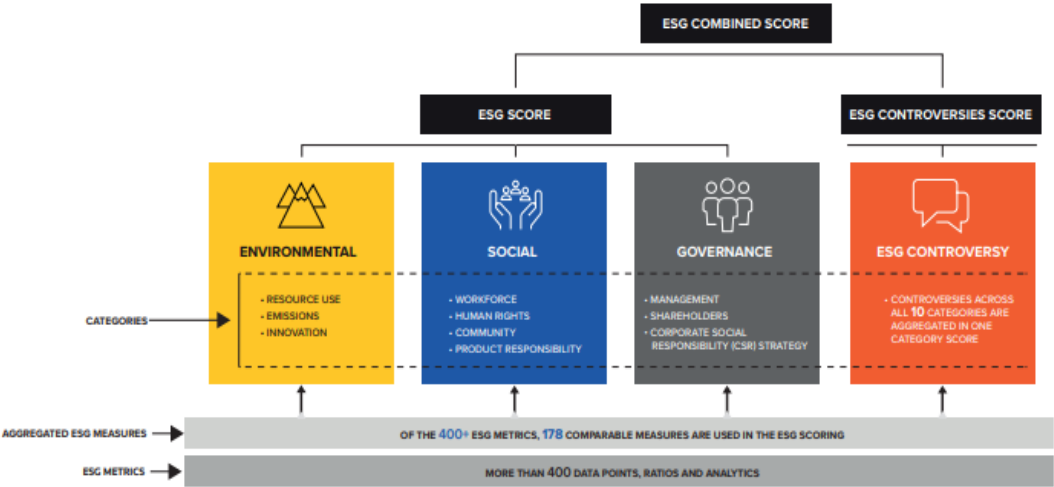 ESG COMBINED SCORE
ESG SCORE
ESG CONTROVERSIES SCORE
ENVIRONMENTAL
SOCIAL
GOVERNANCE
ESG CONTROVERSY
CATEGORIES
• RESOURCE USE
• EMISSIONS
• INNOVATION
• WORKFORCE
• HUMAN RIGHTS
• COMMUNITY
• PRODUCT RESPONSIBILITY
• MANAGEMENT
• SHAREHOLDERS
• CORPORATE SOCIAL
RESPONSIBILITY (CSR) STRATEGY
• CONTROVERSIES ACROSS
ALL 10 CATEGORIES ARE
AGGREGATED IN ONE
CATEGORY SCORE
AGGREGATED ESG MEASURES
OF THE 400+ ESG METRICS, 178 COMPARABLE MEASURES ARE USED IN THE ESG SCORING
ESG METRICS
MORE THAN 400 DATA POINTS, RATIOS AND ANALYTICS